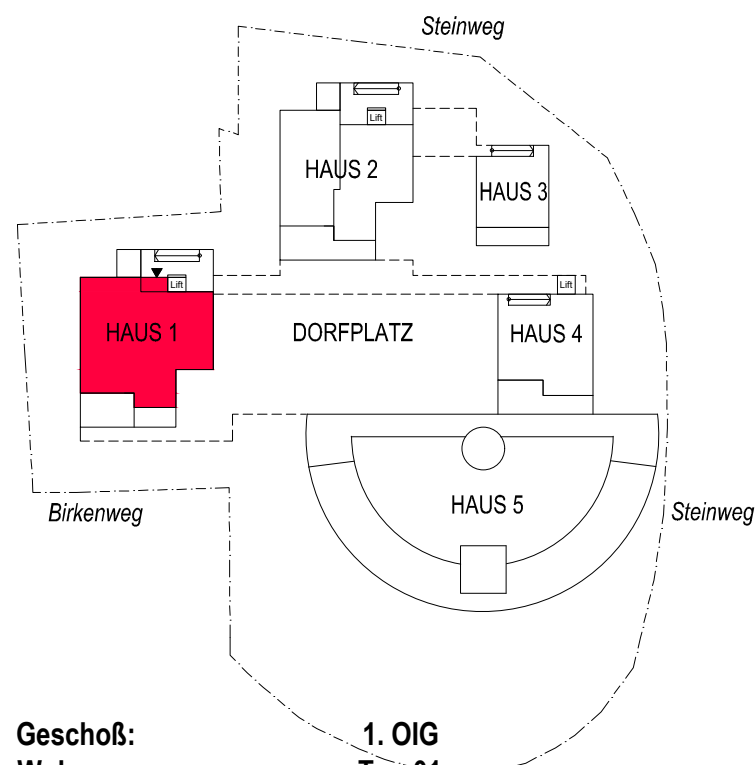 Steinweg
Lift
HAUS 2
HAUS 3
Lift
Lift
HAUS 1
DORFPLATZ
HAUS 4
HAUS 5
Birkenweg
Steinweg
Geschoß: 1. OIG